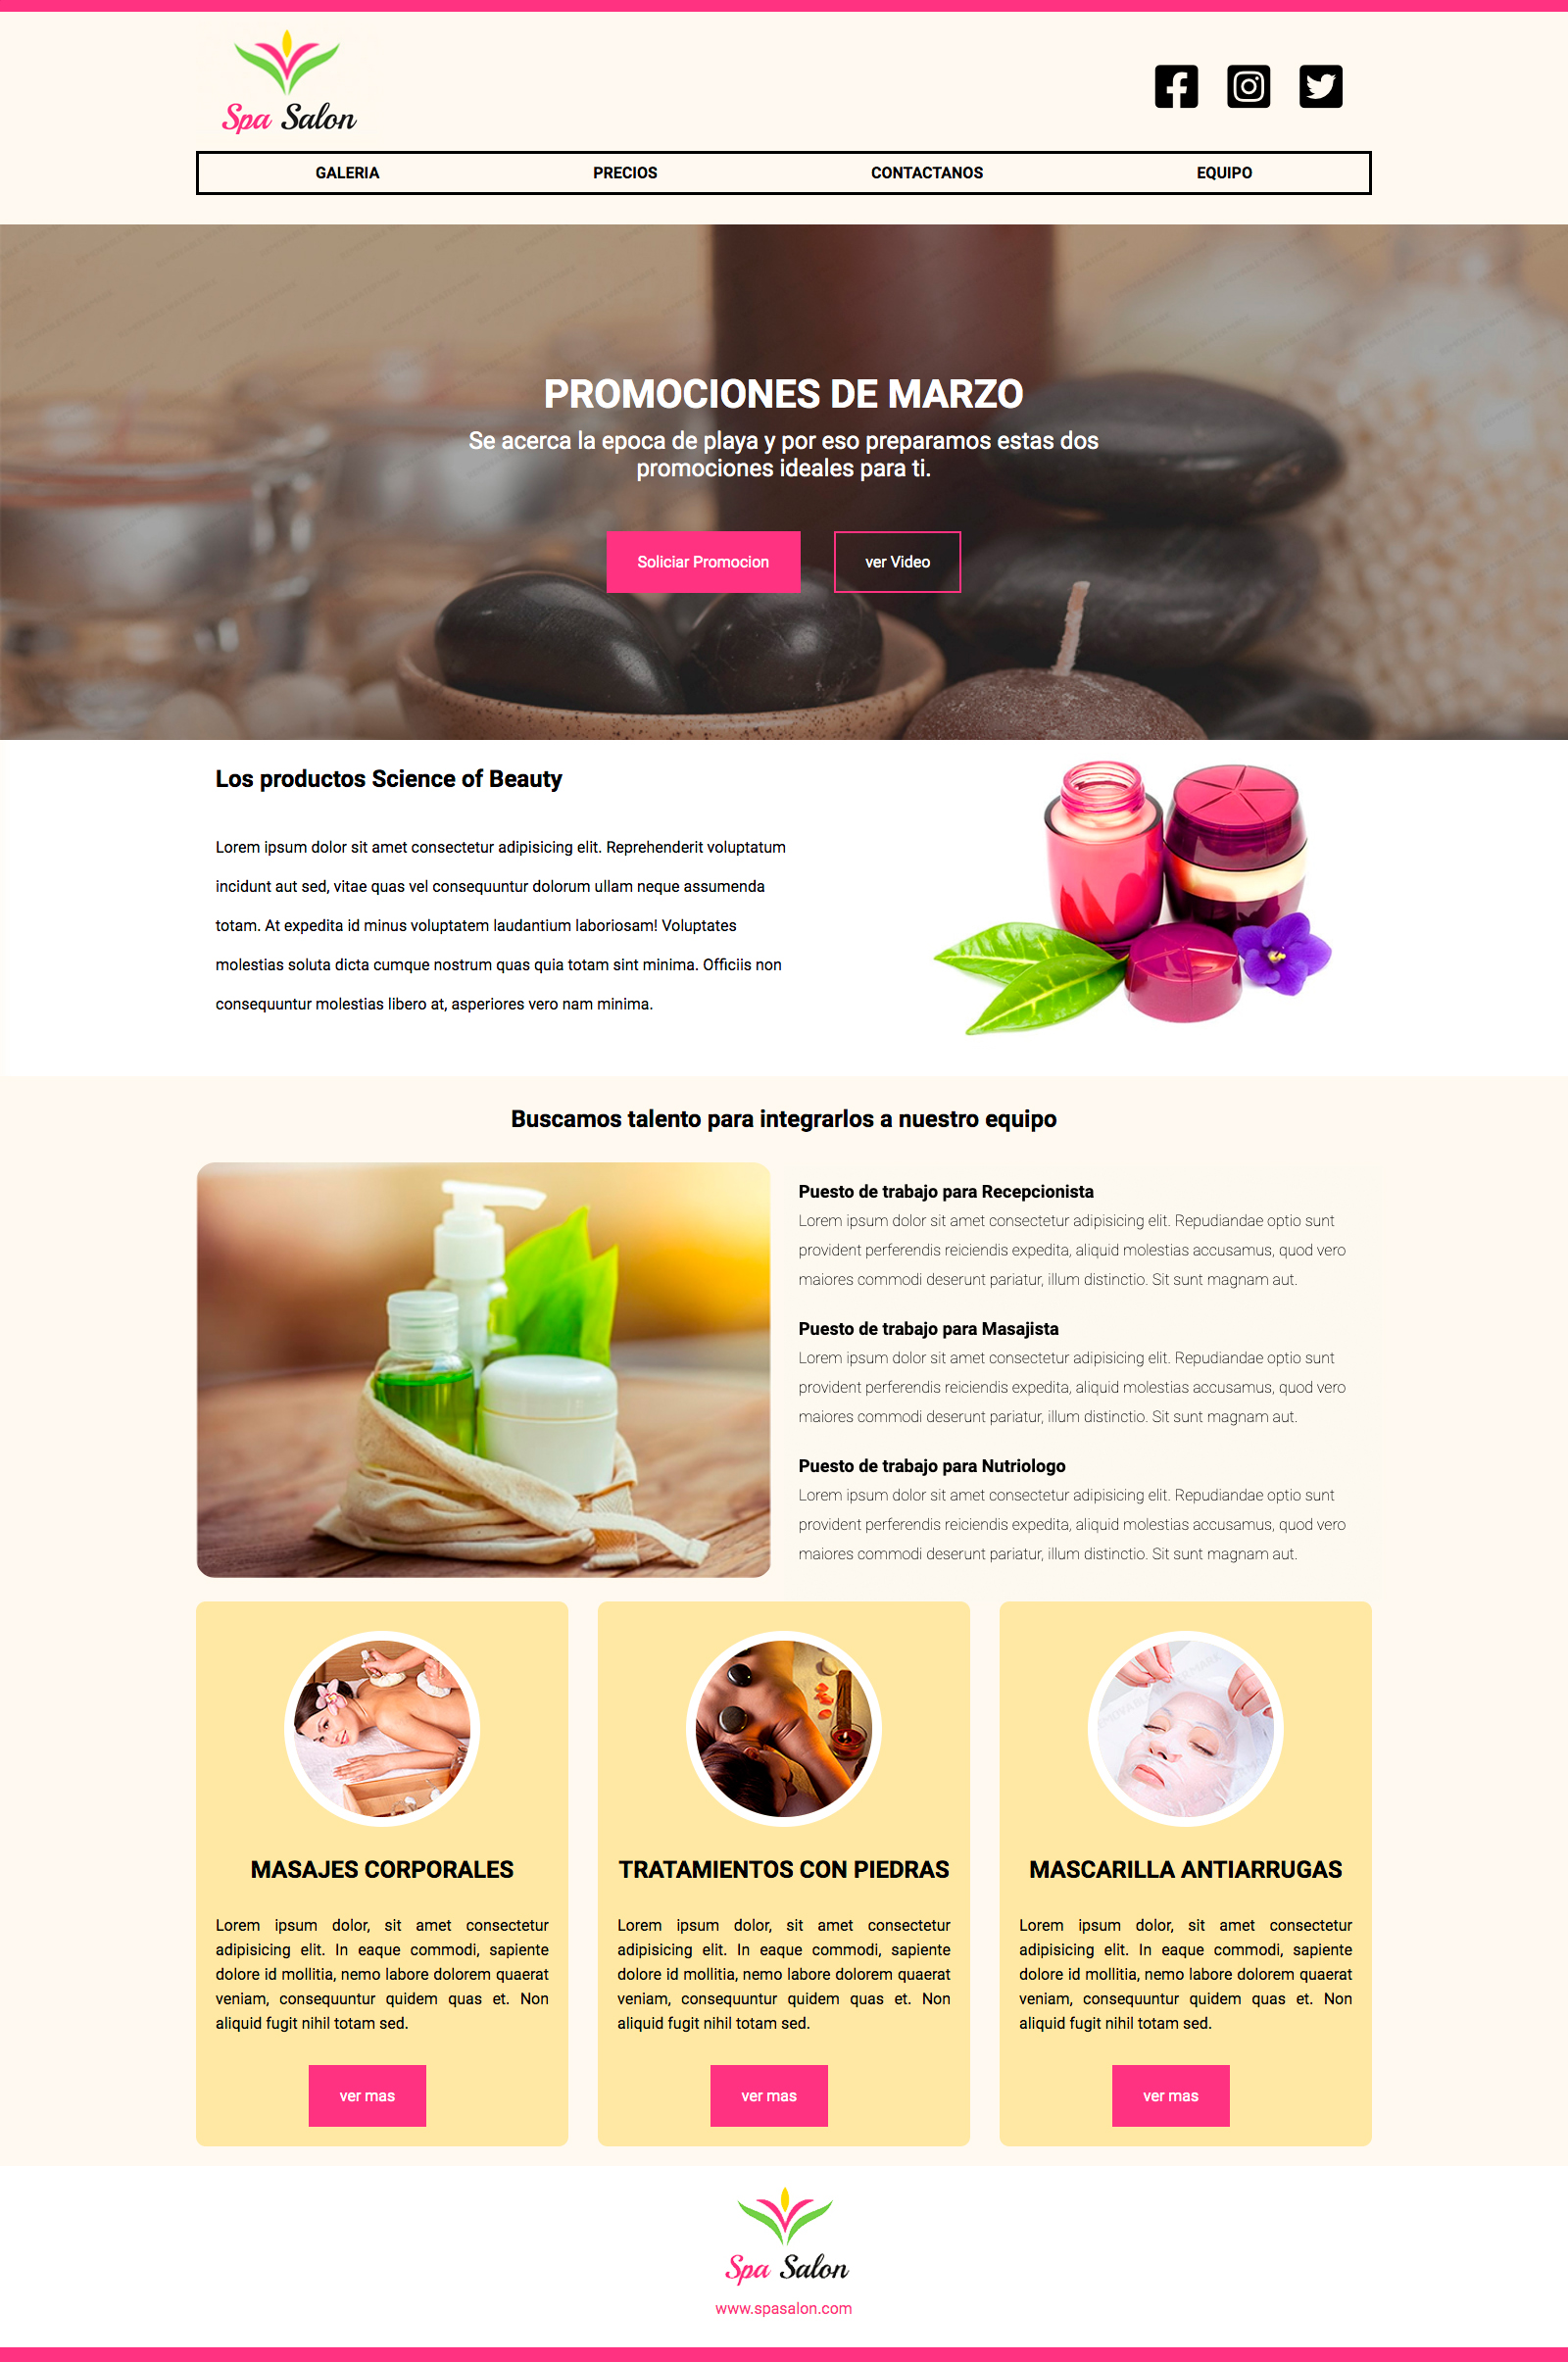 Spa Salon
GALERIA
PRECIOS
CONTACTANOS
EQUIPO
PROMOCIONES DE MARZO
Se acerca la epoca de playa y por eso preparamos estas dos
promociones ideales para ti.
Soliciar Promocion
ver Video
Los productos Science of Beauty
Lorem ipsum dolor sit amet consectetur adipisicing elit. Reprehenderit voluptatum
incidunt aut sed, vitae quas vel consequuntur dolorum ullam neque assumenda
totam. At expedita id minus voluptatem laudantium laboriosam! Voluptates
molestias soluta dicta cumque nostrum quas quia totam sint minima. Officiis non
consequuntur molestias libero at, asperiores vero nam minima.
Buscamos talento para integrarlos a nuestro equipo
Puesto de trabajo para Recepcionista
Lorem ipsum dolor sit amet consectetur adipisicing elit. Repudiandae optio sunt
provident perferendis reiciendis expedita, aliquid molestias accusamus, quod vero
maiores commodi deserunt pariatur, illum distinctio. Sit sunt magnam aut.
Puesto de trabajo para Masajista
Lorem ipsum dolor sit amet consectetur adipisicing elit. Repudiandae optio sunt
provident perferendis reiciendis expedita, aliquid molestias accusamus, quod vero
maiores commodi deserunt pariatur, illum distinctio. Sit sunt magnam aut.
Puesto de trabajo para Nutriologo
Lorem ipsum dolor sit amet consectetur adipisicing elit. Repudiandae optio sunt
provident perferendis reiciendis expedita, aliquid molestias accusamus, quod vero
maiores commodi deserunt pariatur, illum distinctio. Sit sunt magnam aut.
MASAJES CORPORALES
Lorem ipsum dolor, sit amet consectetur
adipisicing elit. In eaque commodi, sapiente
dolore id mollitia, nemo labore dolorem quaerat
veniam, consequuntur quidem quas et. Non
aliquid fugit nihil totam sed.
ver mas
TRATAMIENTOS CON PIEDRAS
Lorem ipsum dolor, sit amet consectetur
adipisicing elit. In eaque commodi, sapiente
dolore id mollitia, nemo labore dolorem quaerat
veniam, consequuntur quidem quas et. Non
aliquid fugit nihil totam sed.
ver mas
MASCARILLA ANTIARRUGAS
Lorem ipsum dolor, sit amet consectetur
adipisicing elit. In eaque commodi, sapiente
dolore id mollitia, nemo labore dolorem quaerat
veniam, consequuntur quidem quas et. Non
aliquid fugit nihil totam sed.
ver mas
Spa Salon
www.spasalon.com